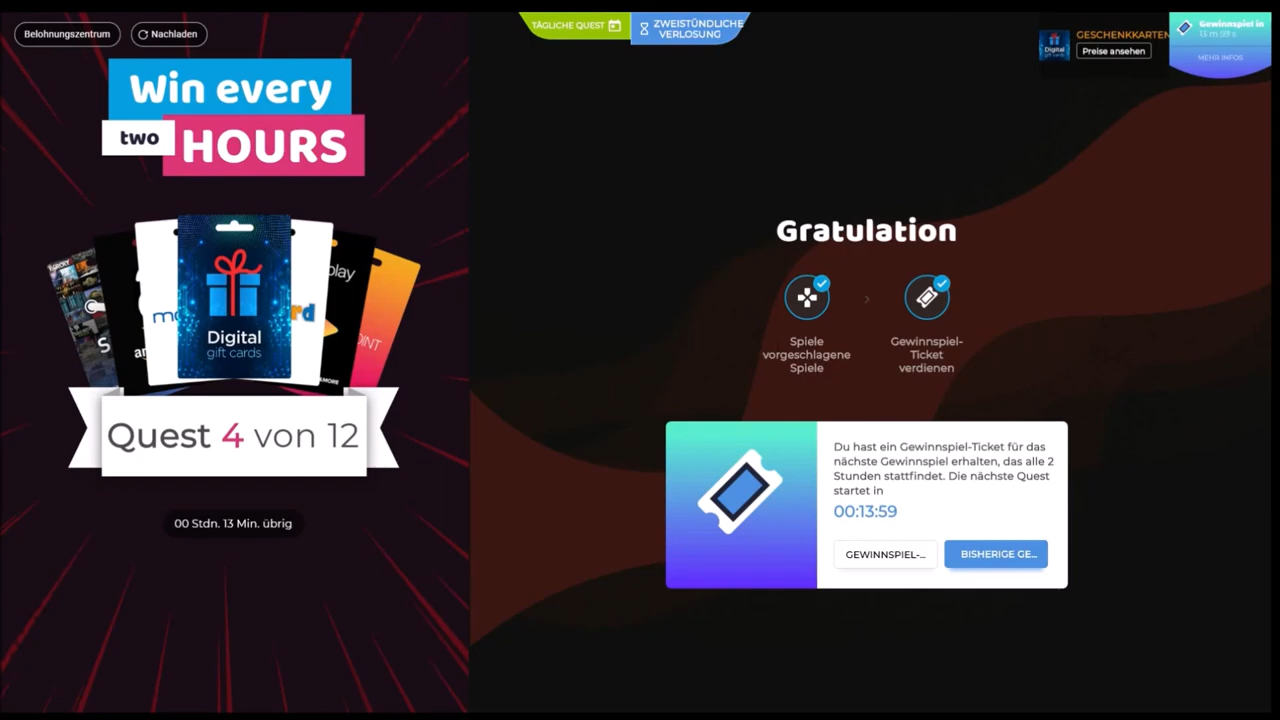 Belohnungszentrum
Nachladen
TÄGLICHE QUEST
ZWEISTÜNDLICHE
VERLOSUNG
GESCHENKKARTEN
Preise ansehen
Gewinnspiel in
13 m 59 s
MEHR INFOS
Win every
two
HOURS
Digital
gift cards
Quest 4 von 12
00 Stdn. 13 Min. übrig
Gratulation
Spiele
vorgeschlagene
Spiele
Gewinnspiel-
Ticket
verdienen
Du hast ein Gewinnspiel-Ticket für das
nächste Gewinnspiel erhalten, das alle 2
Stunden stattfindet. Die nächste Quest
startet in
00:13:59
GEWINNSPIEL-...
BISHERIGE GE...